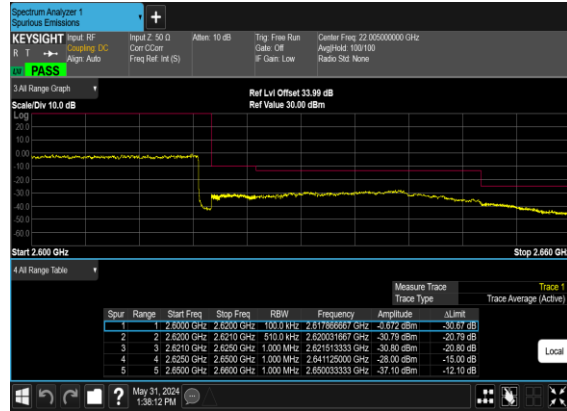 Spectrum Analyzer 1
Spurious Emissions
KEYSIGHT Input: RF Input Z: 50 Ω Atten: 10 dB Trig: Free Run Center Freq: 22.005000000 GHz
R T Coupling: DC Corr CCorr Gate: Off Avg|Hold: 100/100
Align: Auto Freq Ref: Int (S) IF Gain: Low Radio Std: None
PASS
3 All Range Graph
Ref Lvl Offset 33.99 dB
Scale/Div 10.0 dB Ref Value 30.00 dBm
Log
20.0
10.0
0.00
-10.0
-20.0
-30.0
-40.0
-50.0
-60.0
Start 2.600 GHz Stop 2.660 GHz
4 All Range Table
Measure Trace Trace 1
Trace Type Trace Average (Active)
Spur Range Start Freq Stop Freq RBW Frequency Amplitude ΔLimit
1 1 2.6000 GHz 2.6200 GHz 100.0 kHz 2.617866667 GHz -0.672 dBm -30.67 dB
2 2 2.6200 GHz 2.6210 GHz 510.0 kHz 2.620031667 GHz -30.79 dBm -20.79 dB
3 3 2.6210 GHz 2.6250 GHz 1.000 MHz 2.621513333 GHz -30.80 dBm -20.80 dB
4 4 2.6250 GHz 2.6500 GHz 1.000 MHz 2.641125000 GHz -28.00 dBm -15.00 dB
5 5 2.6500 GHz 2.6600 GHz 1.000 MHz 2.650033333 GHz -37.10 dBm -12.10 dB
Local
May 31, 2024
1:38:12 PM